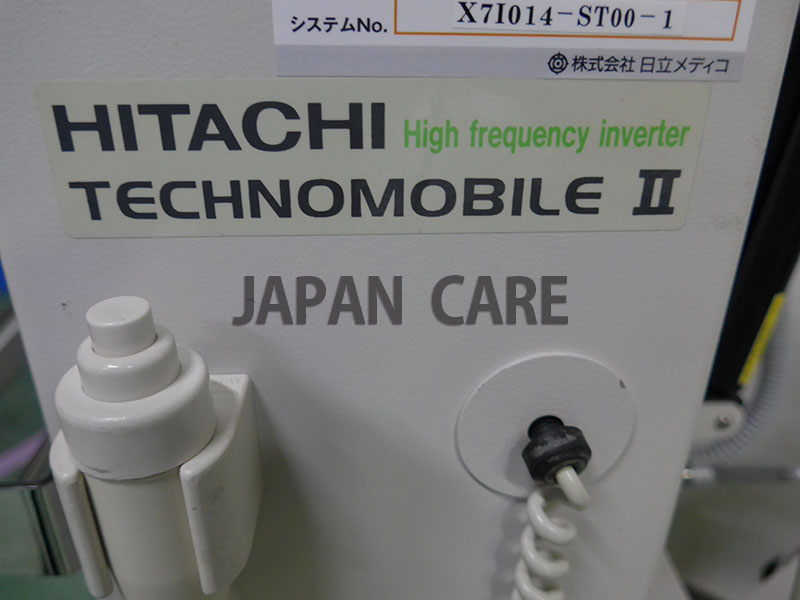 システムNo. X7I014-ST00-1
株式会社 日立メディコ
HITACHI High frequency inverter
TECHNOMOBILE II
JAPAN CARE